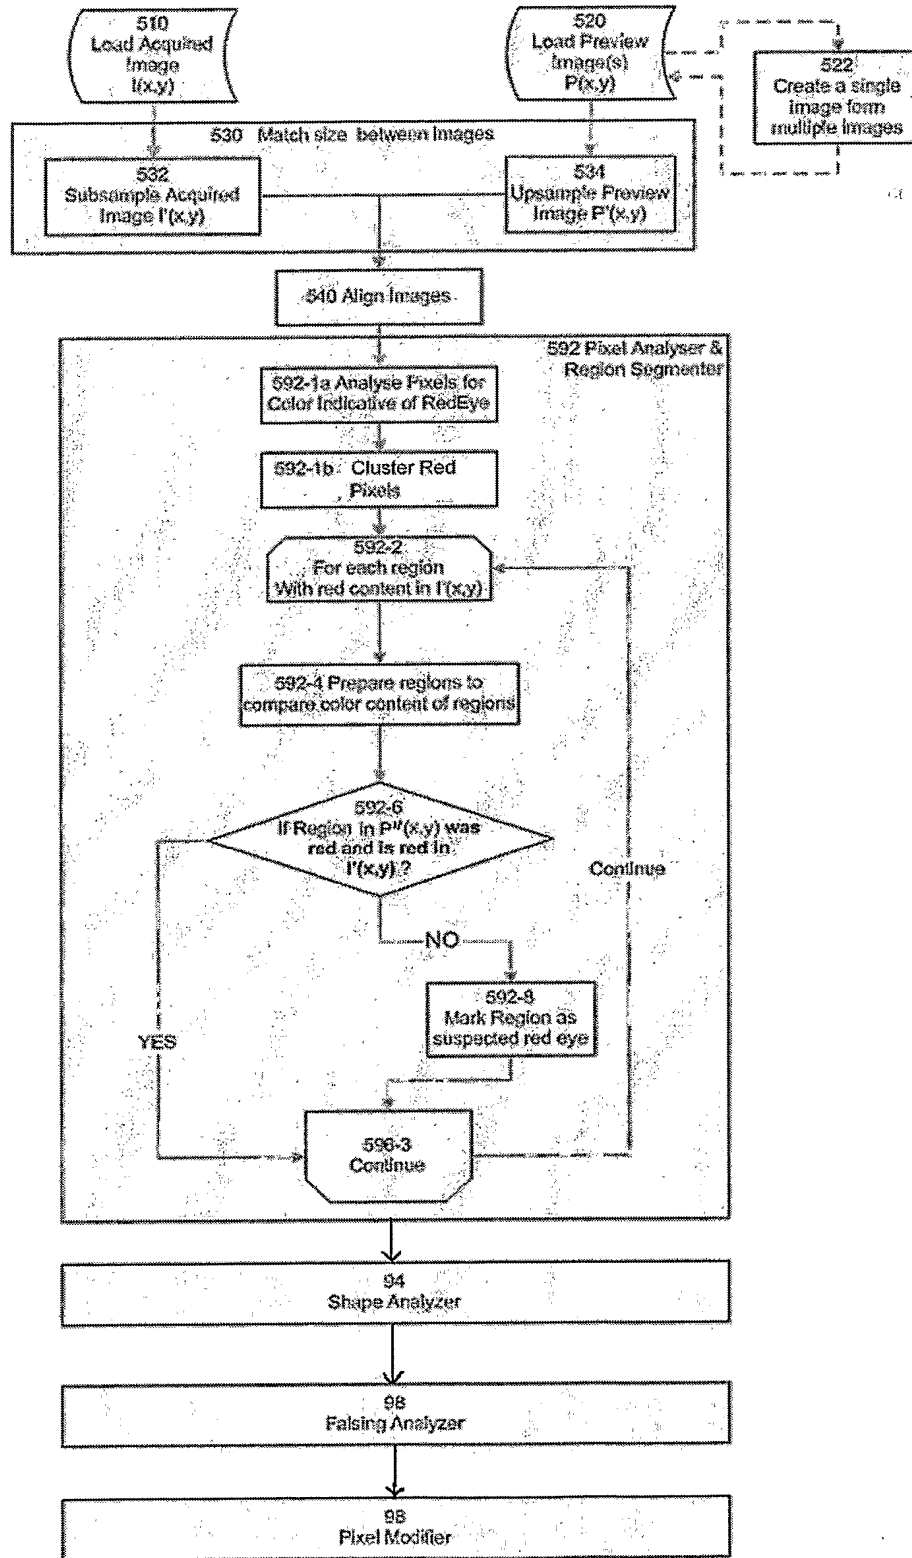 510
Load Acquired
Image
I(x,y)
520
Load Preview
Image(s)
P(x,y)
522
Create a single
image form
multiple images
530 Match size between Images
532
Subsample Acquired
Image I'(x,y)
534
Upsample Preview
Image P'(x,y)
540 Align Images
592 Pixel Analyser &
Region Segmenter
592-1a Analyse Pixels for
Color Indicative of RedEye
592-1b Cluster Red
Pixels
592-2
For each region
With red content in I'(x,y)
592-4 Prepare regions to
compare color content of regions
592-6
If Region in P"(x,y) was
red and is red in
I'(x,y) ?
Continue
NO
592-8
Mark Region as
suspected red eye
YES
596-3
Continue
94
Shape Analyzer
98
Falsing Analyzer
98
Pixel Modifier